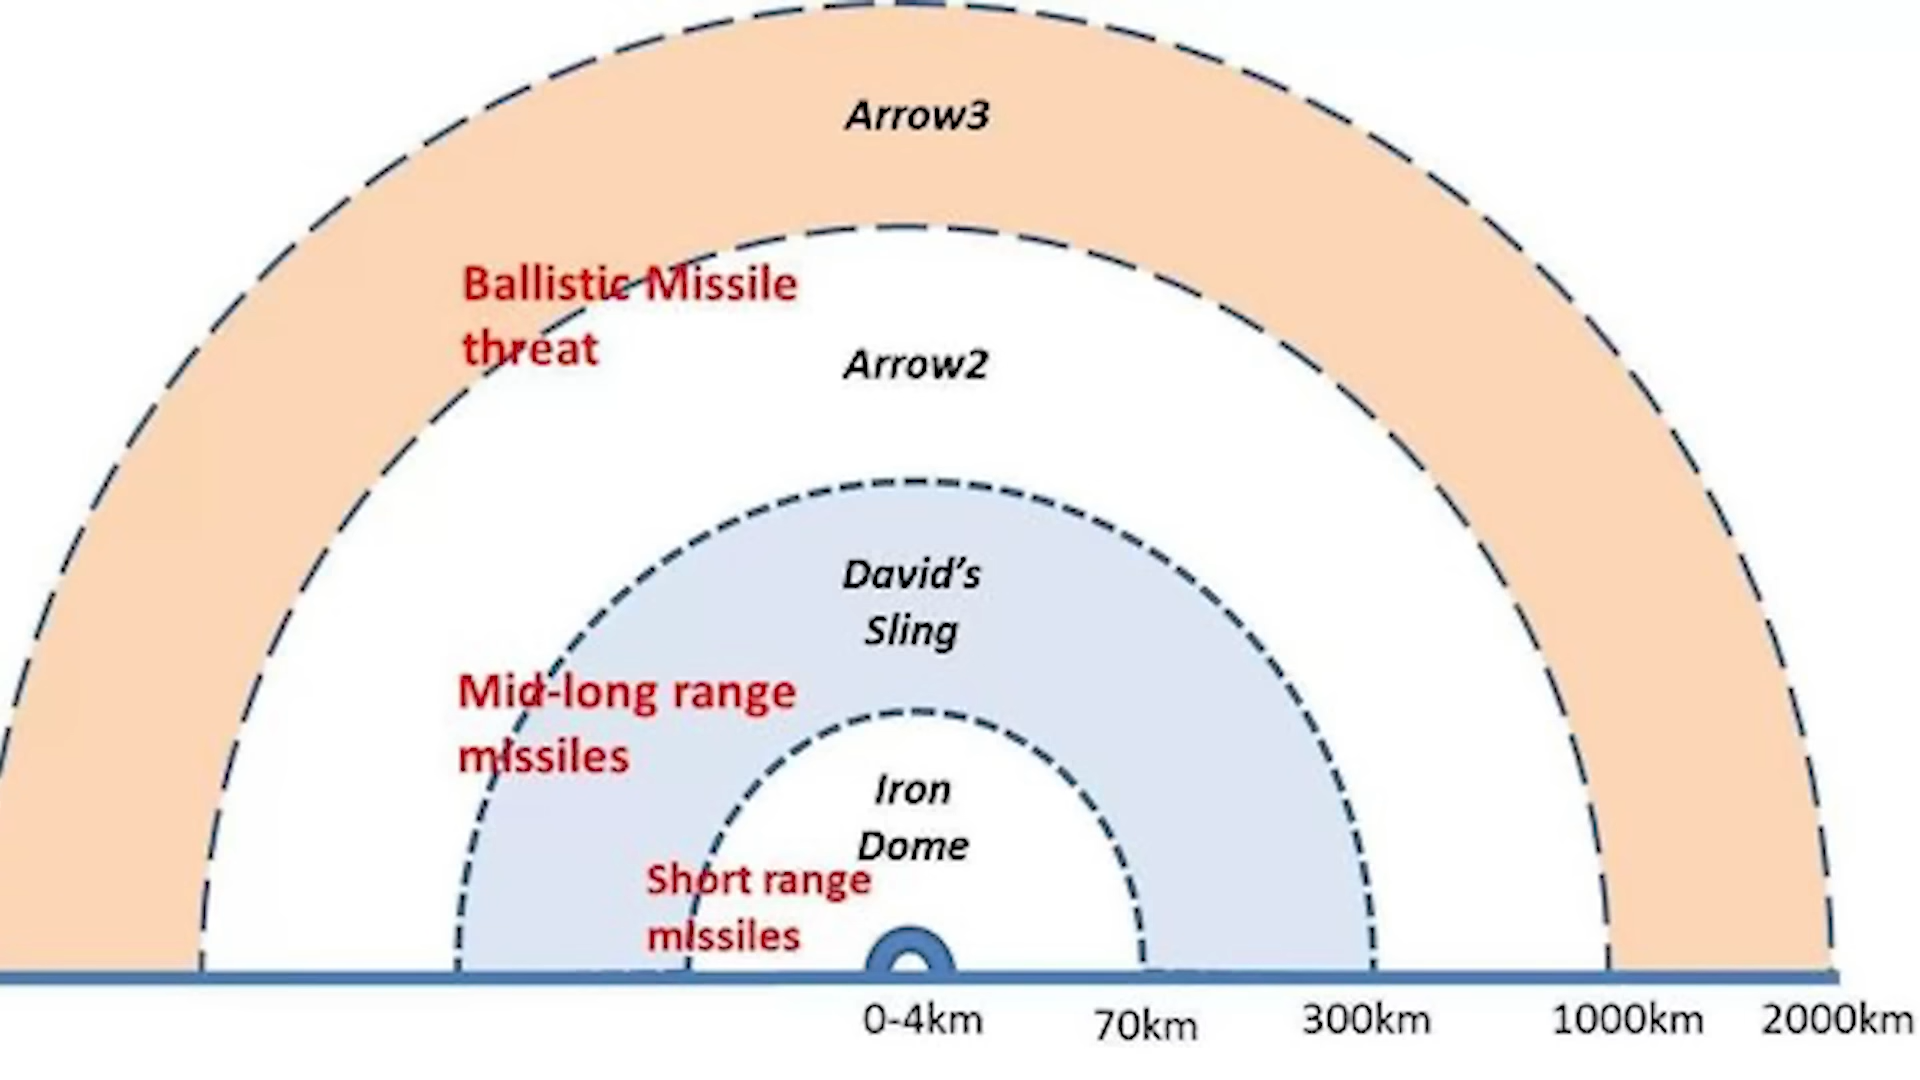 Arrow3
Ballistic Missile
threat
Arrow2
David’s
Sling
Mid-long range
missiles
Iron
Dome
Short range
missiles
0-4km
70km
300km
1000km
2000km